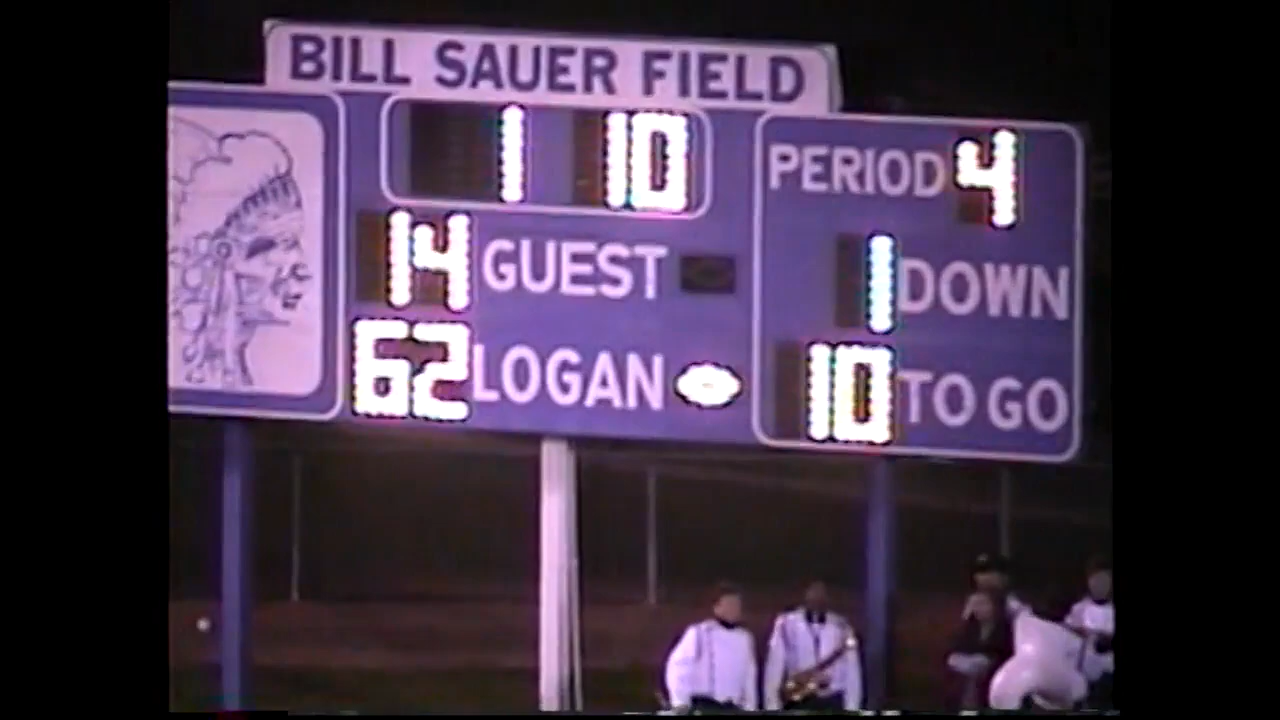 BILL SAUER FIELD
1 10
PERIOD 4
14 GUEST
1 DOWN
62 LOGAN
10 TO GO